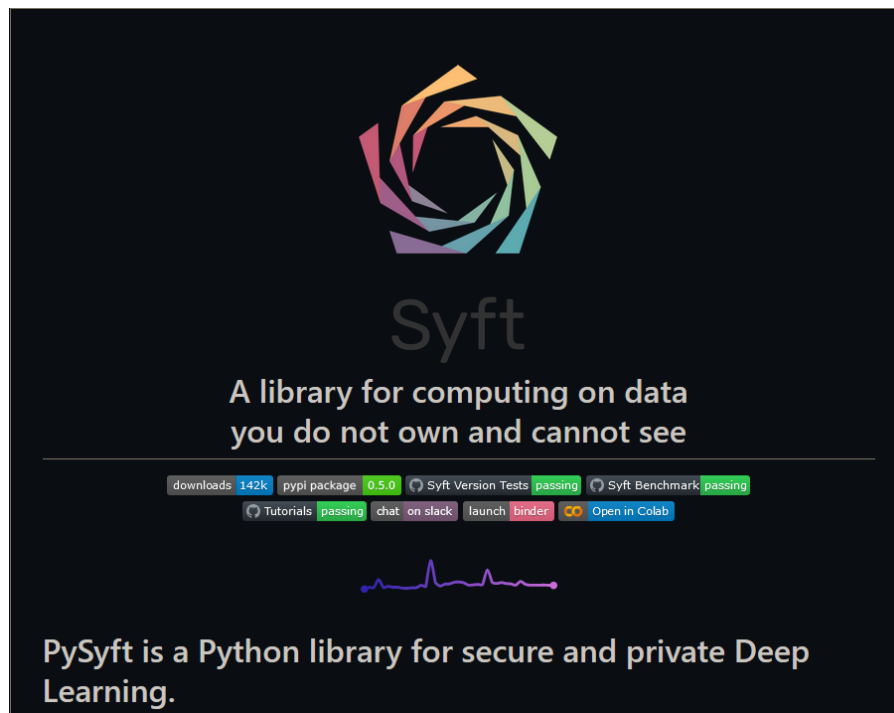 Syft
A library for computing on data
you do not own and cannot see
downloads 142k pypi package 0.5.0 Syft Version Tests passing Syft Benchmark passing
Tutorials passing chat on slack launch binder Open in Colab
PySyft is a Python library for secure and private Deep
Learning.